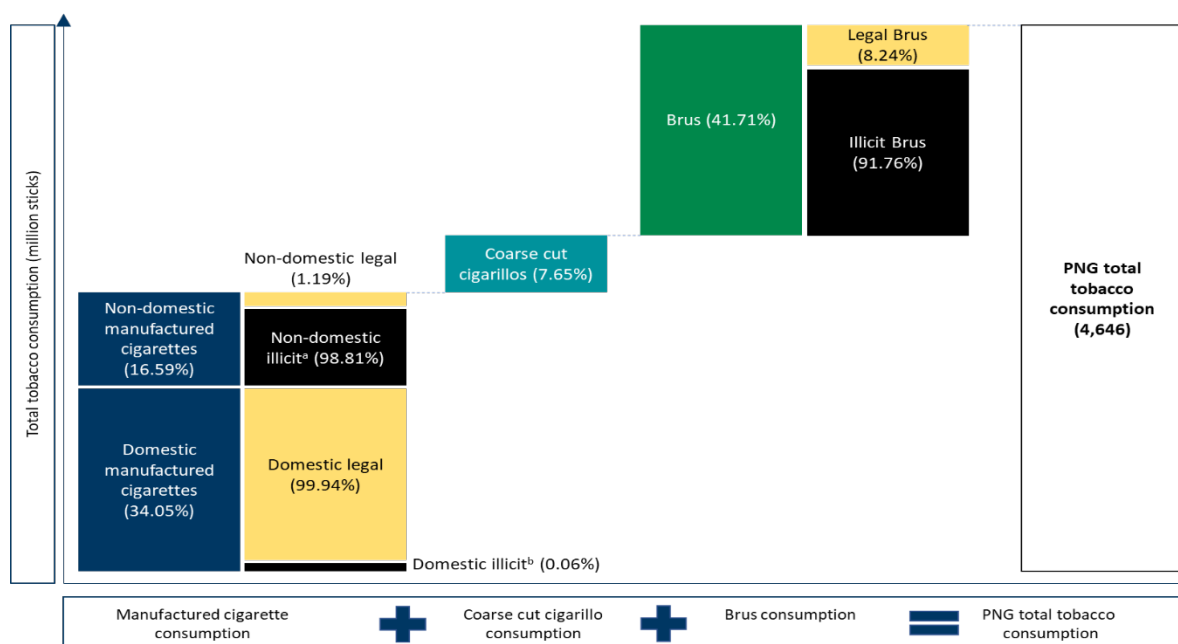 Total tobacco consumption (million sticks)
Non-domestic
manufactured
cigarettes
(16.59%)
Domestic
manufactured
cigarettes
(34.05%)
Non-domestic legal
(1.19%)
Non-domestic
illicitᵃ (98.81%)
Domestic legal
(99.94%)
Domestic illicitᵇ (0.06%)
Coarse cut
cigarillos (7.65%)
Brus (41.71%)
Legal Brus
(8.24%)
Illicit Brus
(91.76%)
PNG total
tobacco
consumption
(4,646)
Manufactured cigarette
consumption
Coarse cut cigarillo
consumption
Brus consumption
PNG total tobacco
consumption